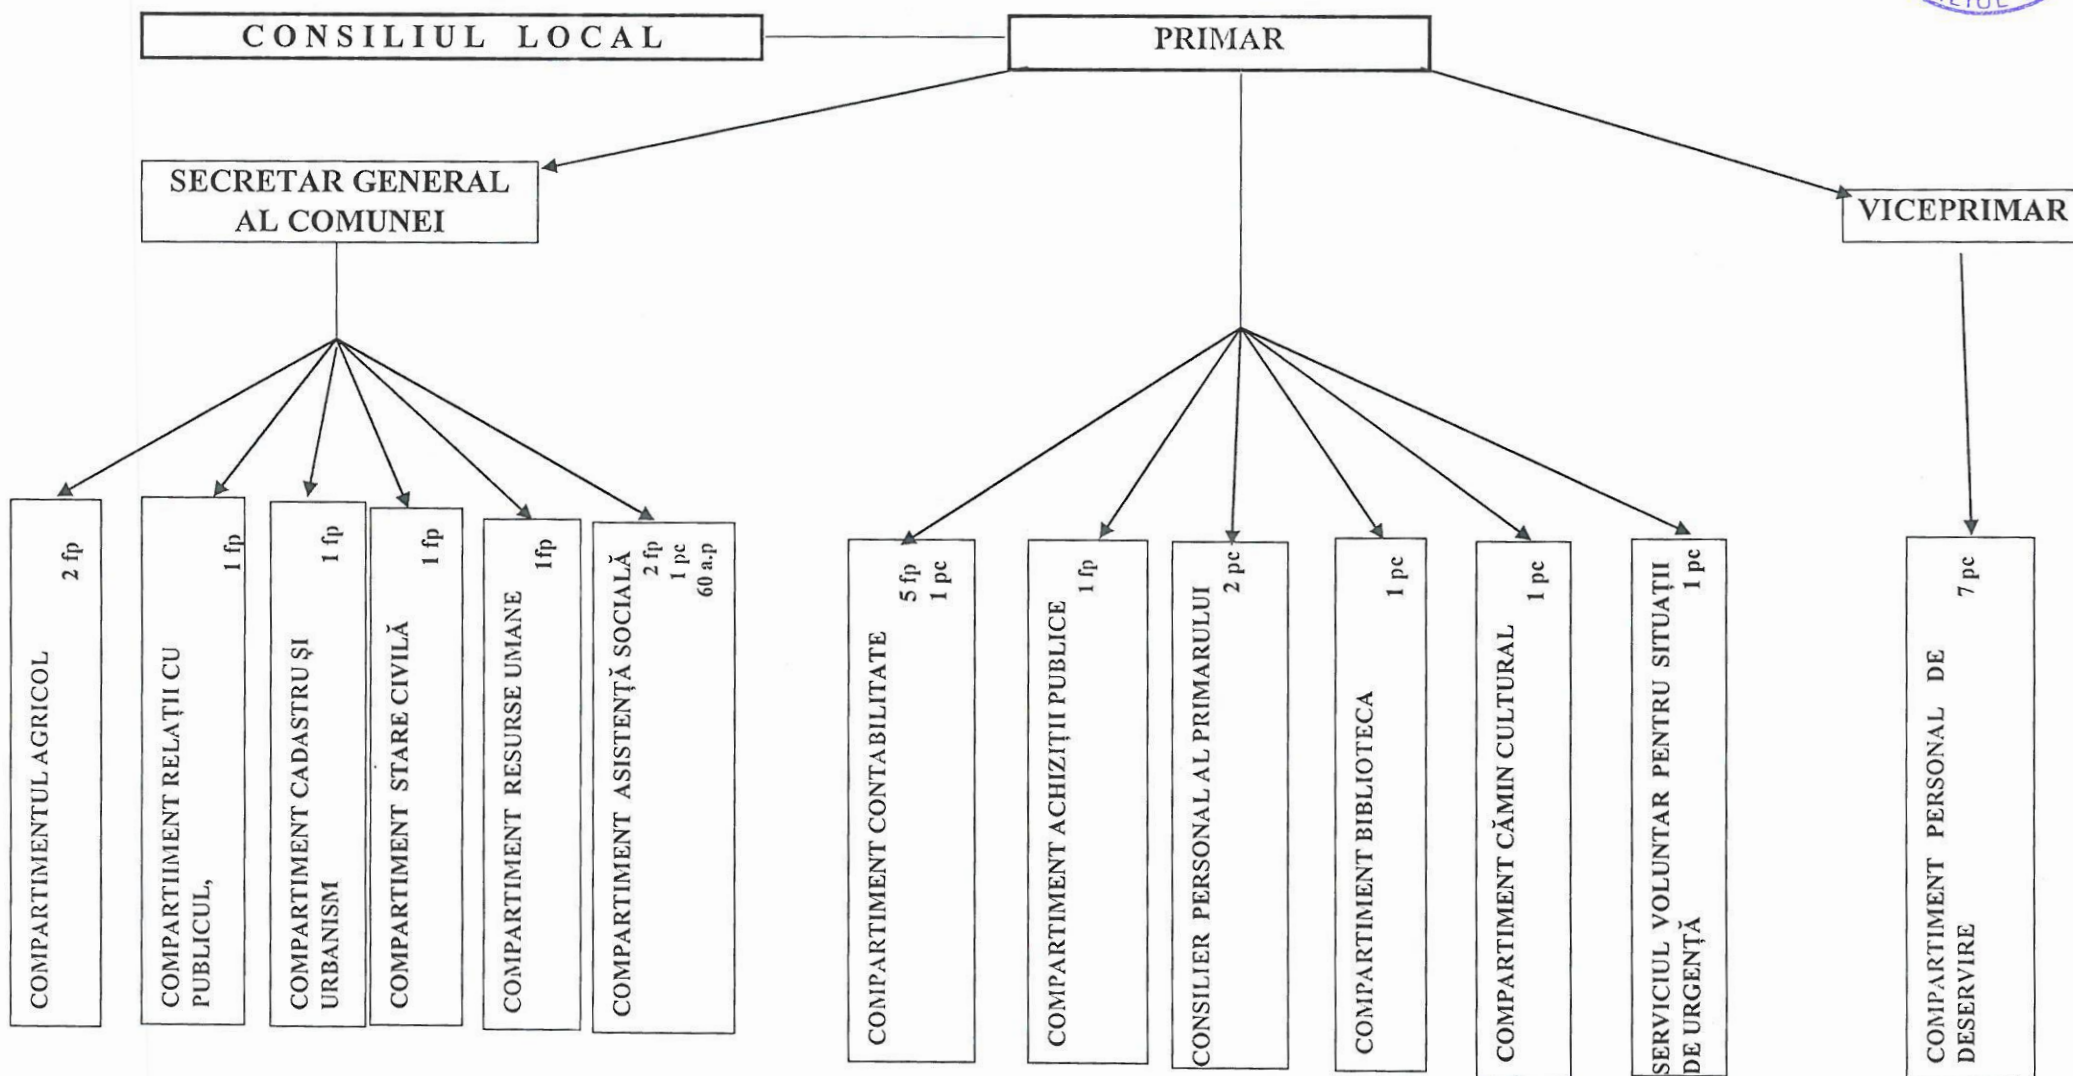 CONSILIUL LOCAL
PRIMAR
SECRETAR GENERAL
AL COMUNEI
VICEPRIMAR
COMPARTIMENTUL AGRICOL
2 fp
COMPARTIIMENT RELAȚII CU
PUBLICUL,
1 fp
COMPARTIMENT CADASTRU ȘI
URBANISM
1 fp
COMPARTIMENT STARE CIVILĂ
1 fp
COMPARTIMENT RESURSE UMANE
1fp
COMPARTIMENT ASISTENȚĂ SOCIALĂ
2 fp
1 pc
60 a.p
COMPARTIMENT CONTABILITATE
5 fp
1 pc
COMPARTIMENT ACHIZIȚII PUBLICE
1 fp
CONSILIER PERSONAL AL PRIMARULUI
2 pc
COMPARTIMENT BIBLIOTECA
1 pc
COMPARTIMENT CĂMIN CULTURAL
1 pc
SERVICIUL VOLUNTAR PENTRU SITUAȚII
DE URGENȚĂ
1 pc
COMPARTIMENT PERSONAL DE
DESERVIRE
7 pc